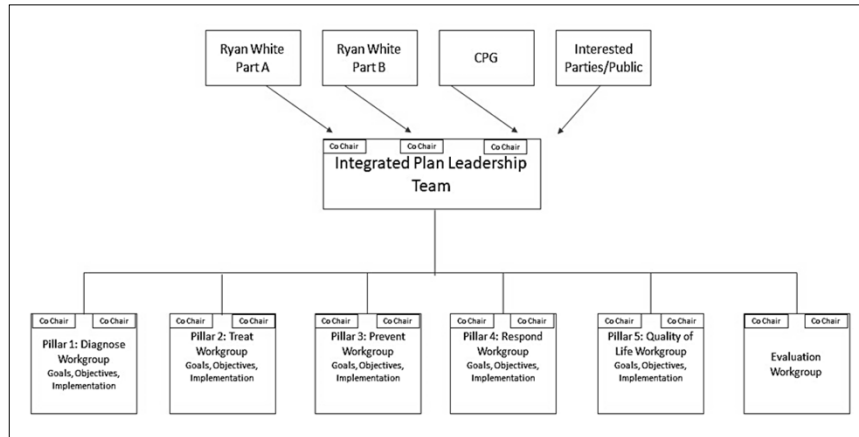 Ryan White
Part A
Ryan White
Part B
CPG
Interested
Parties/Public
Co Chair
Co Chair
Co Chair
Integrated Plan Leadership
Team
Co Chair
Co Chair
Pillar 1: Diagnose
Workgroup
Goals, Objectives,
Implementation
Co Chair
Co Chair
Pillar 2: Treat
Workgroup
Goals, Objectives,
Implementation
Co Chair
Co Chair
Pillar 3: Prevent
Workgroup
Goals, Objectives,
Implementation
Co Chair
Co Chair
Pillar 4: Respond
Workgroup
Goals, Objectives,
Implementation
Co Chair
Co Chair
Pillar 5: Quality of
Life Workgroup
Goals, Objectives,
Implementation
Co Chair
Co Chair
Evaluation
Workgroup